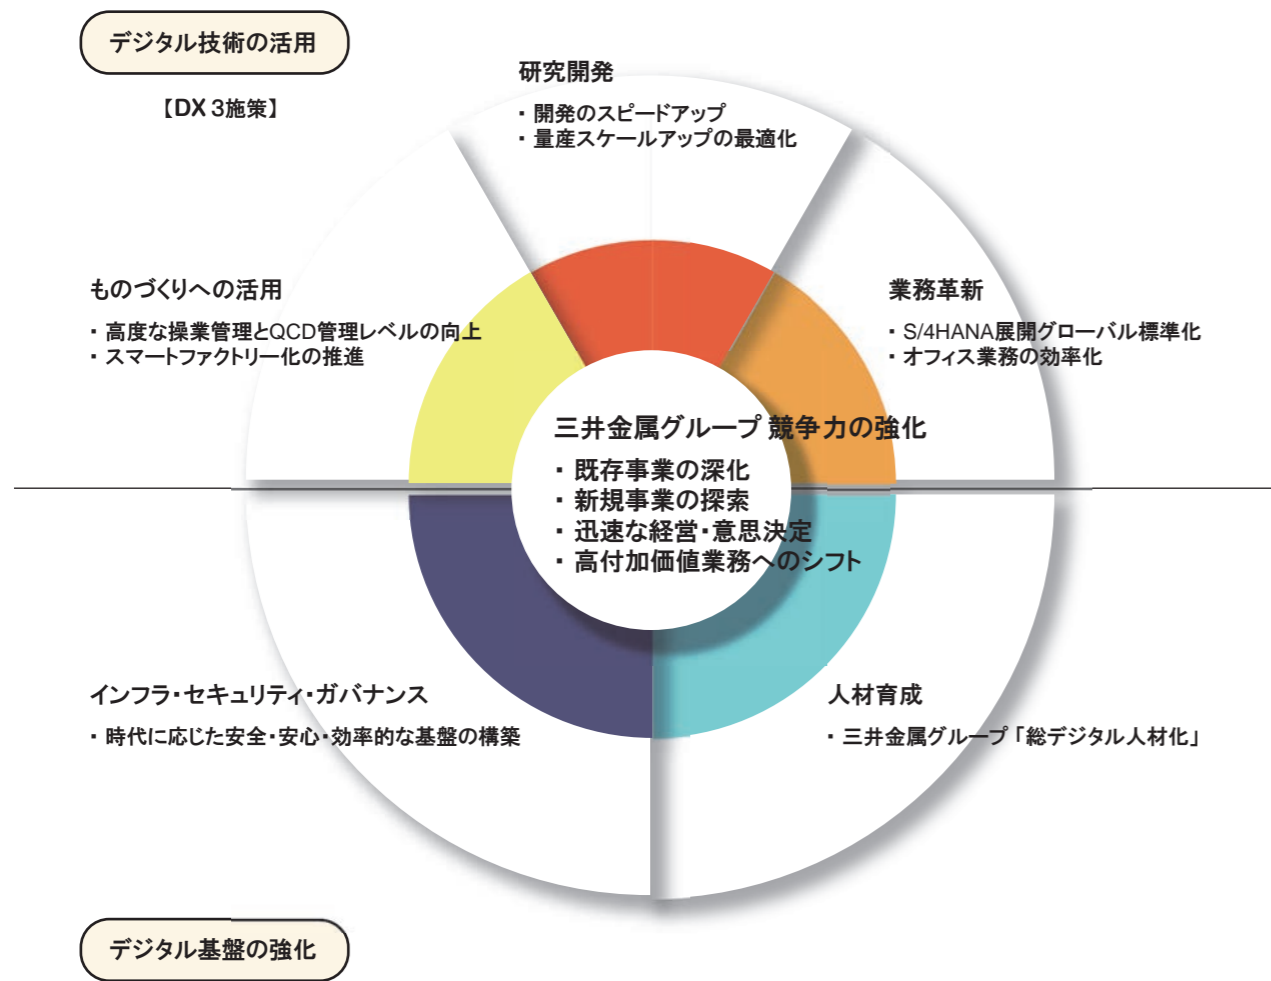 デジタル技術の活用
【DX 3施策】
研究開発
・開発のスピードアップ
・量産スケールアップの最適化
ものづくりへの活用
・高度な操業管理とQCD管理レベルの向上
・スマートファクトリー化の推進
業務革新
・S/4HANA展開グローバル標準化
・オフィス業務の効率化
三井金属グループ 競争力の強化
・既存事業の深化
・新規事業の探索
・迅速な経営・意思決定
・高付加価値業務へのシフト
インフラ・セキュリティ・ガバナンス
・時代に応じた安全・安心・効率的な基盤の構築
人材育成
・三井金属グループ「総デジタル人材化」
デジタル基盤の強化